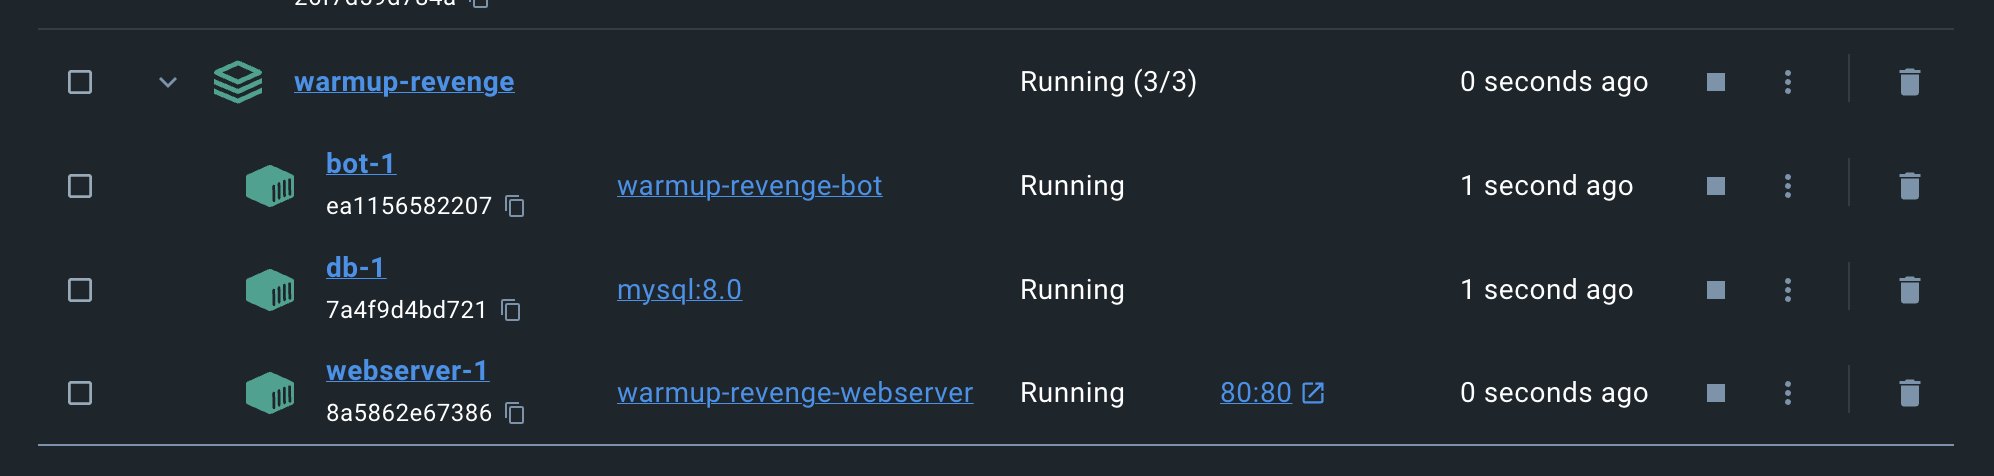 warmup-revenge Running (3/3) 0 seconds ago
bot-1
ea1156582207 warmup-revenge-bot Running 1 second ago
db-1
7a4f9d4bd721 mysql:8.0 Running 1 second ago
webserver-1
8a5862e67386 warmup-revenge-webserver Running 80:80 0 seconds ago